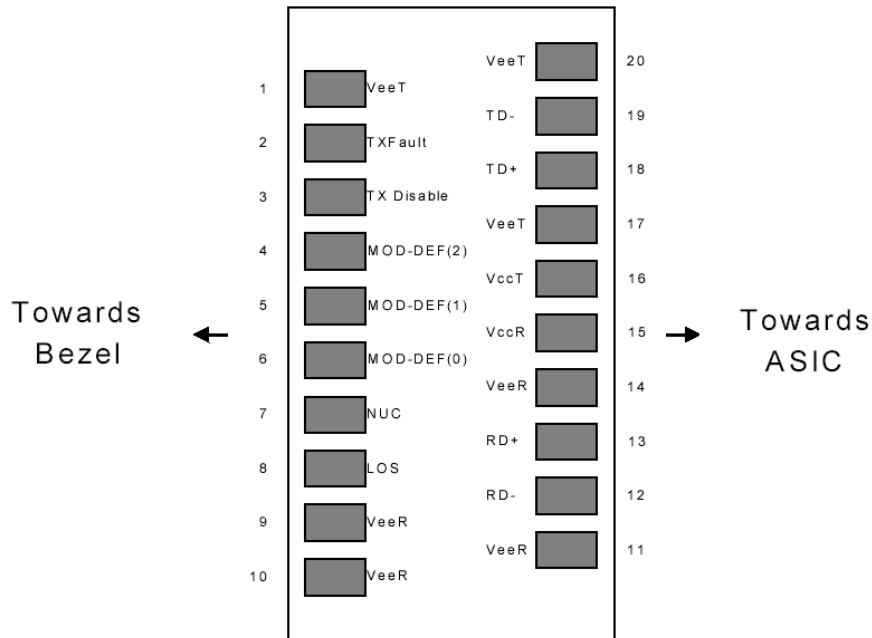 VeeT 20
1 VeeT
TD- 19
2 TXFault
TD+ 18
3 TX Disable
VeeT 17
4 MOD-DEF(2)
VccT 16
5 MOD-DEF(1)
Towards
Bezel
VccR 15
Towards
ASIC
6 MOD-DEF(0)
VeeR 14
7 NUC
RD+ 13
8 LOS
RD- 12
9 VeeR
VeeR 11
10 VeeR